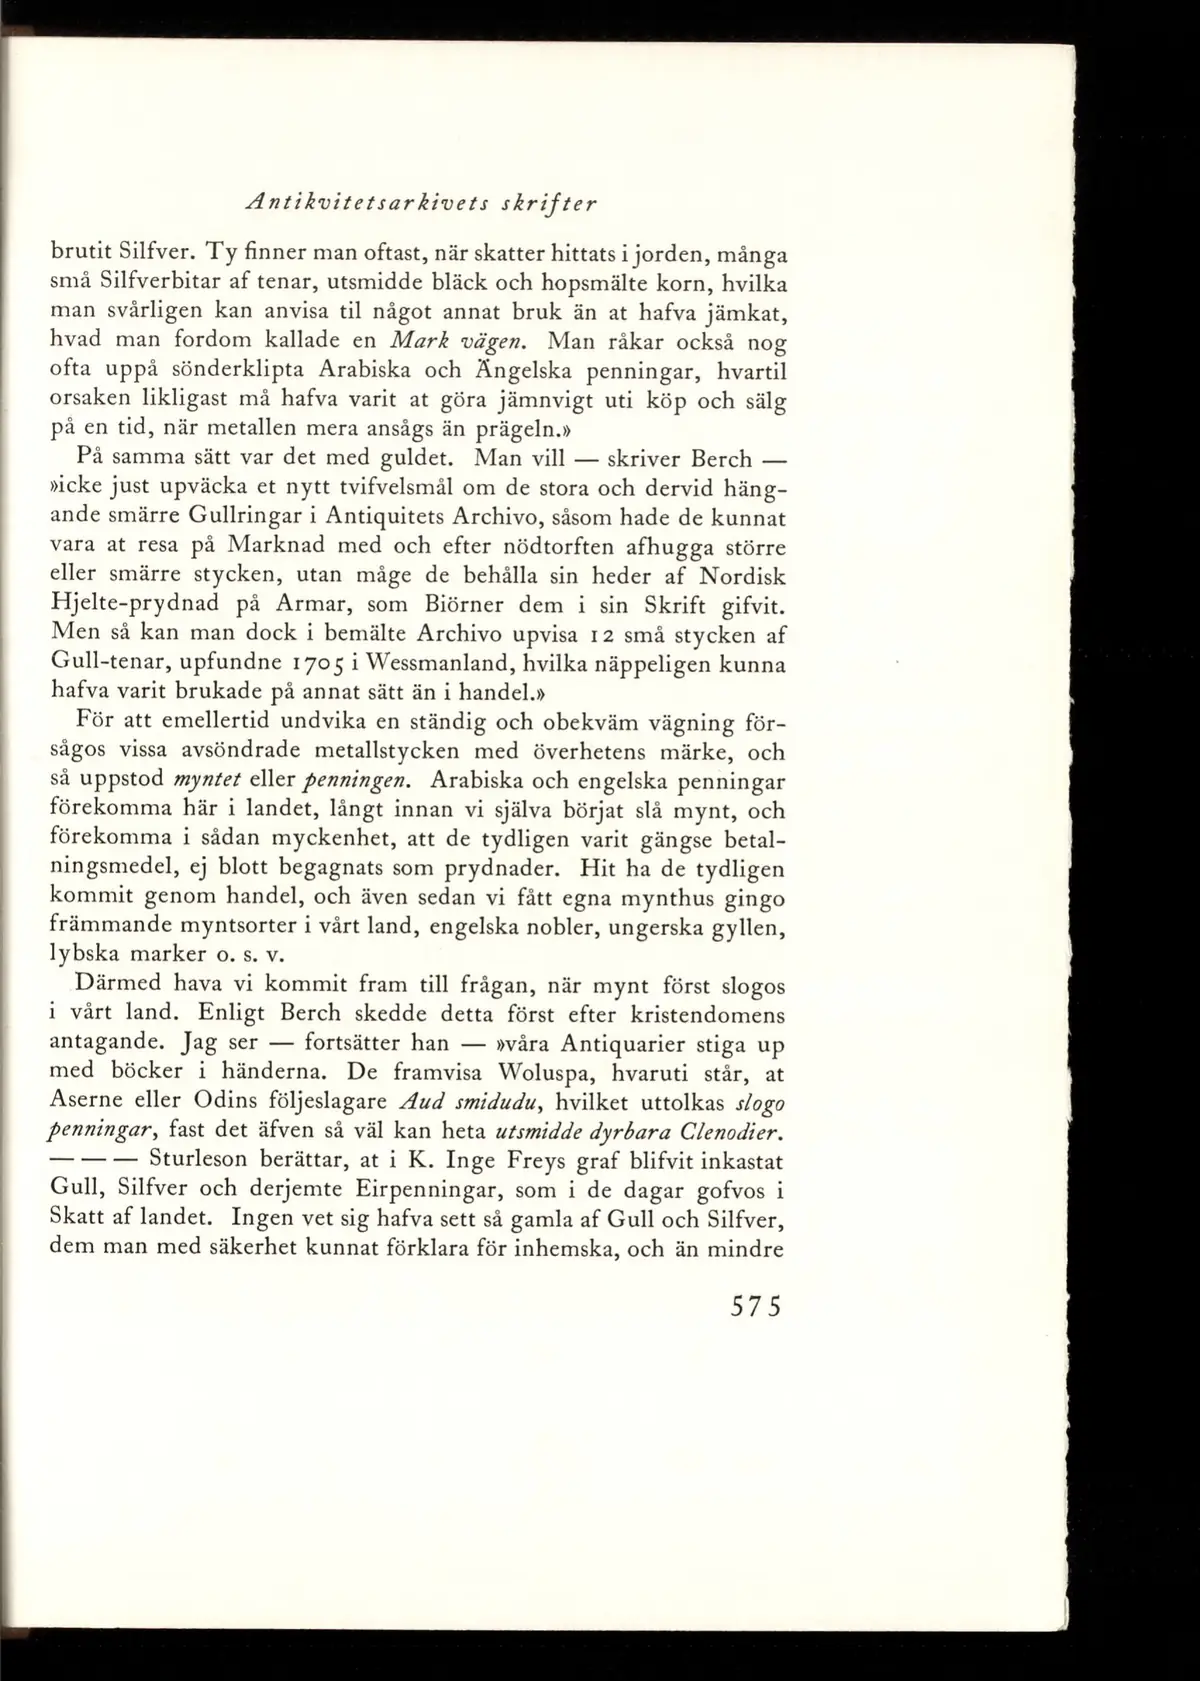 Antikvitetsarkivets skrifter
brutit Silfver. Ty finner man oftast, när skatter hittats i jorden, många
små Silfverbitar af tenar, utsmidde bläck och hopsmälte korn, hvilka
man svårligen kan anvisa til något annat bruk än at hafva jämkat,
hvad man fordom kallade en Mark vägen. Man råkar också nog
ofta uppå sönderklipta Arabiska och Ängelska penningar, hvartil
orsaken likligast må hafva varit at göra jämnvigt uti köp och sälg
på en tid, när metallen mera ansågs än prägeln.»
På samma sätt var det med guldet. Man vill — skriver Berch —
»icke just upväcka et nytt tvifvelsmål om de stora och dervid häng-
ande smärre Gullringar i Antiquitets Archivo, såsom hade de kunnat
vara at resa på Marknad med och efter nödtorften afhugga större
eller smärre stycken, utan måge de behålla sin heder af Nordisk
Hjelte-prydnad på Armar, som Biörner dem i sin Skrift gifvit.
Men så kan man dock i bemälte Archivo upvisa 12 små stycken af
Gull-tenar, upfundne 1705 i Wessmanland, hvilka näppeligen kunna
hafva varit brukade på annat sätt än i handel.»
För att emellertid undvika en ständig och obekväm vägning för-
sågos vissa avsöndrade metallstycken med överhetens märke, och
så uppstod myntet eller penningen. Arabiska och engelska penningar
förekomma här i landet, långt innan vi själva börjat slå mynt, och
förekomma i sådan myckenhet, att de tydligen varit gängse betal-
ningsmedel, ej blott begagnats som prydnader. Hit ha de tydligen
kommit genom handel, och även sedan vi fått egna mynthus gingo
främmande myntsorter i vårt land, engelska nobler, ungerska gyllen,
lybska marker o. s. v.
Därmed hava vi kommit fram till frågan, när mynt först slogos
i vårt land. Enligt Berch skedde detta först efter kristendomens
antagande. Jag ser — fortsätter han — »våra Antiquarier stiga up
med böcker i händerna. De framvisa Woluspa, hvaruti står, at
Aserne eller Odins följeslagare Aud smidudu, hvilket uttolkas slogo
penningar, fast det äfven så väl kan heta utsmidde dyrbara Clenodier.
— — — Sturleson berättar, at i K. Inge Freys graf blifvit inkastat
Gull, Silfver och derjemte Eirpenningar, som i de dagar gofvos i
Skatt af landet. Ingen vet sig hafva sett så gamla af Gull och Silfver,
dem man med säkerhet kunnat förklara för inhemska, och än mindre
575